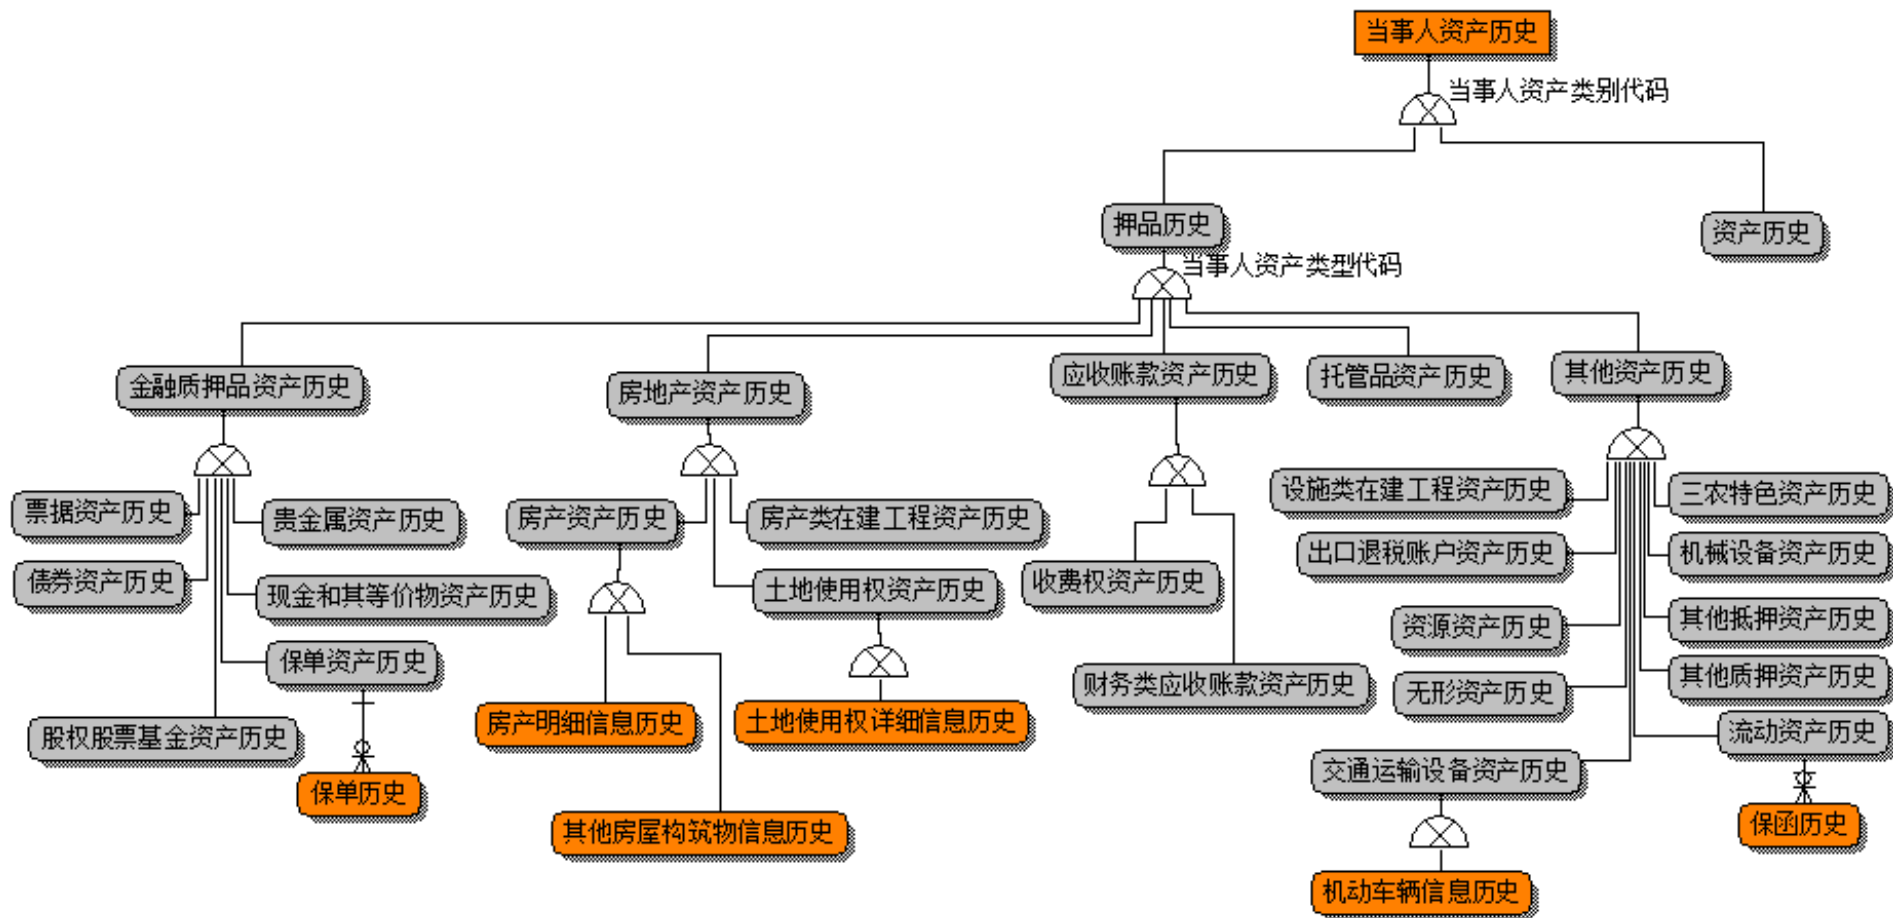 当事人资产历史
当事人资产类别代码
押品历史
资产历史
当事人资产类型代码
金融质押品资产历史
房地产资产历史
应收账款资产历史
托管品资产历史
其他资产历史
票据资产历史
贵金属资产历史
房产资产历史
房产类在建工程资产历史
设施类在建工程资产历史
三农特色资产历史
债券资产历史
现金和其等价物资产历史
土地使用权资产历史
收费权资产历史
出口退税账户资产历史
机械设备资产历史
资源资产历史
其他抵押资产历史
保单资产历史
财务类应收账款资产历史
无形资产历史
其他质押资产历史
股权股票基金资产历史
房产明细信息历史
土地使用权详细信息历史
流动资产历史
交通运输设备资产历史
保单历史
其他房屋构筑物信息历史
保函历史
机动车辆信息历史